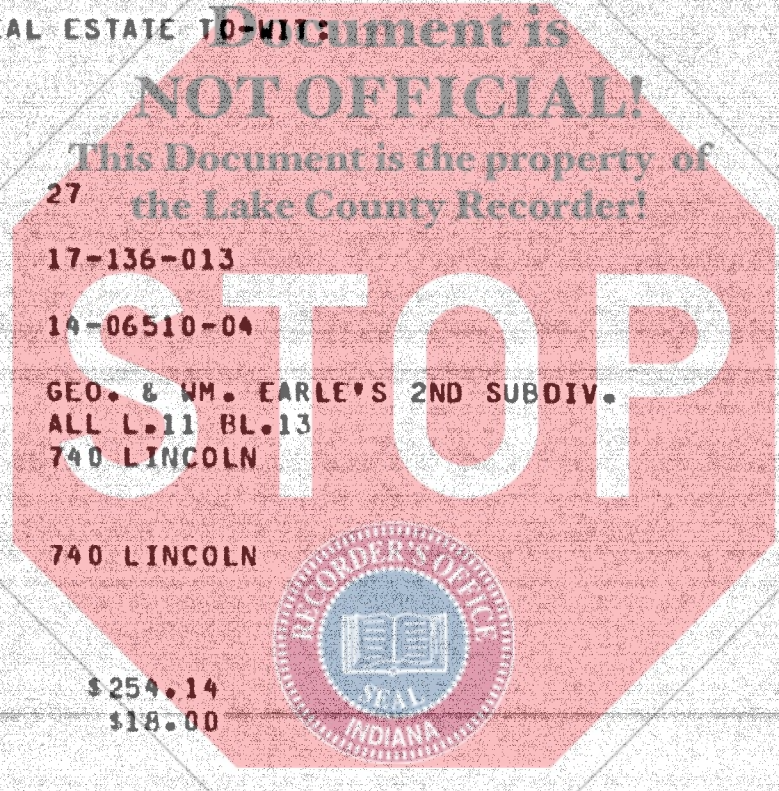 AL ESTATE TO-WIT:
Document is
NOT OFFICIAL!
This Document is the property of
27
the Lake County Recorder!
17-136-013
STOP
14-06510-04
GEO. & WM. EARLE'S 2ND SUBDIV.
ALL L.11 BL.13
740 LINCOLN
740 LINCOLN
RECORDER'S OFFICE
SEAL
INDIANA
$254.14
$18.00